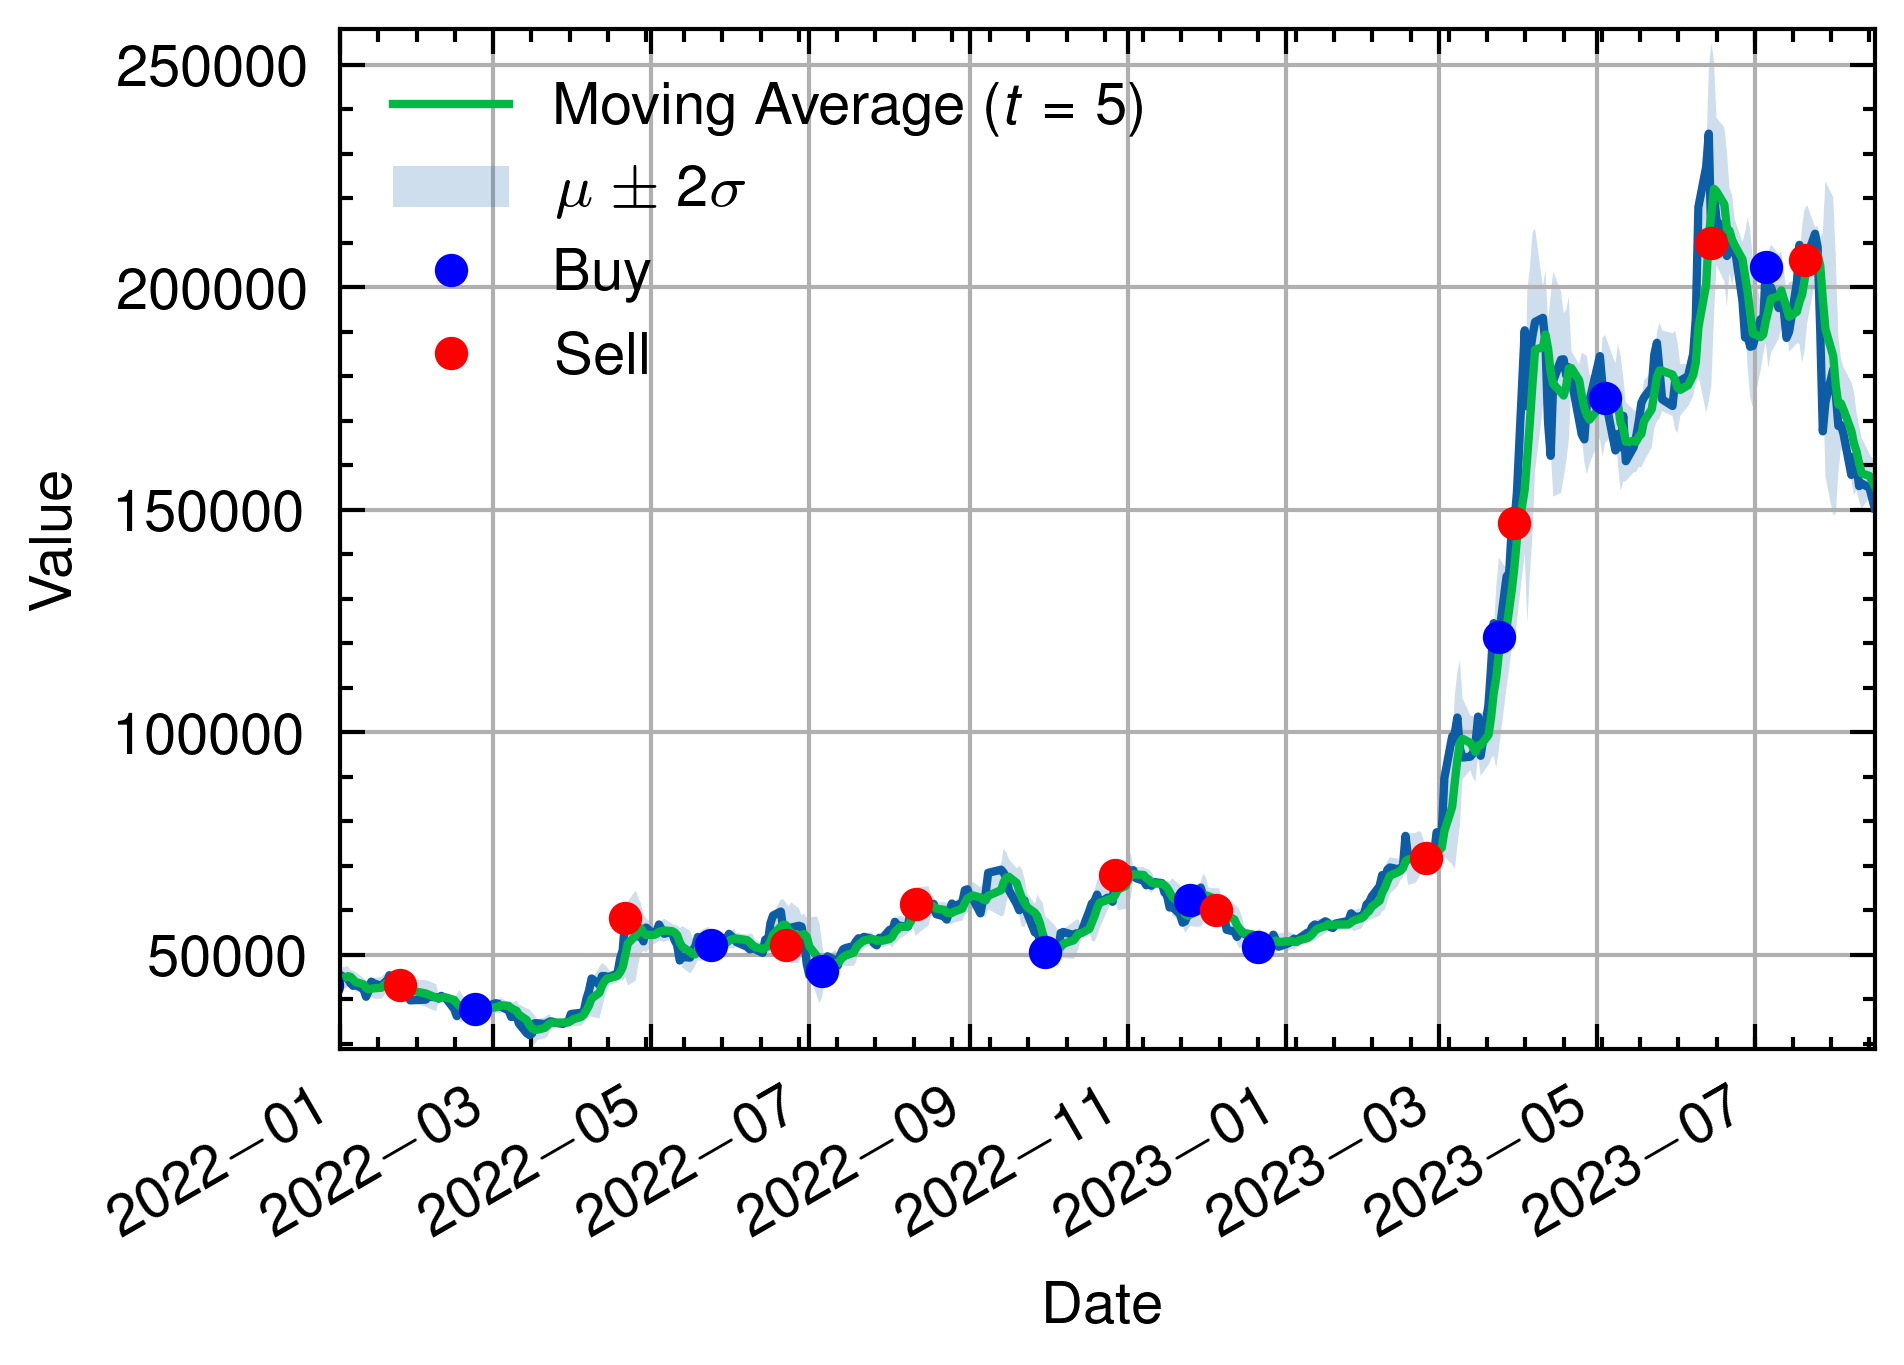 250000
200000
150000
100000
50000
Value
Moving Average (t = 5)
μ ± 2σ
Buy
Sell
2022–01
2022–03
2022–05
2022–07
2022–09
2022–11
2023–01
2023–03
2023–05
2023–07
Date